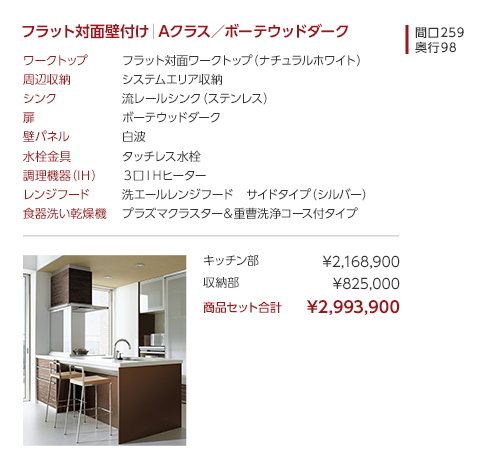 フラット対面壁付け｜Aクラス／ボーテウッドダーク
間口259
奥行98
ワークトップ　フラット対面ワークトップ（ナチュラルホワイト）
周辺収納　システムエリア収納
シンク　流レールシンク（ステンレス）
扉　ボーテウッドダーク
壁パネル　白波
水栓金具　タッチレス水栓
調理機器（IH）　3口IHヒーター
レンジフード　洗エールレンジフード　サイドタイプ（シルバー）
食器洗い乾燥機　プラズマクラスター＆重曹洗浄コース付タイプ
キッチン部　¥2,168,900
収納部　¥825,000
商品セット合計　¥2,993,900